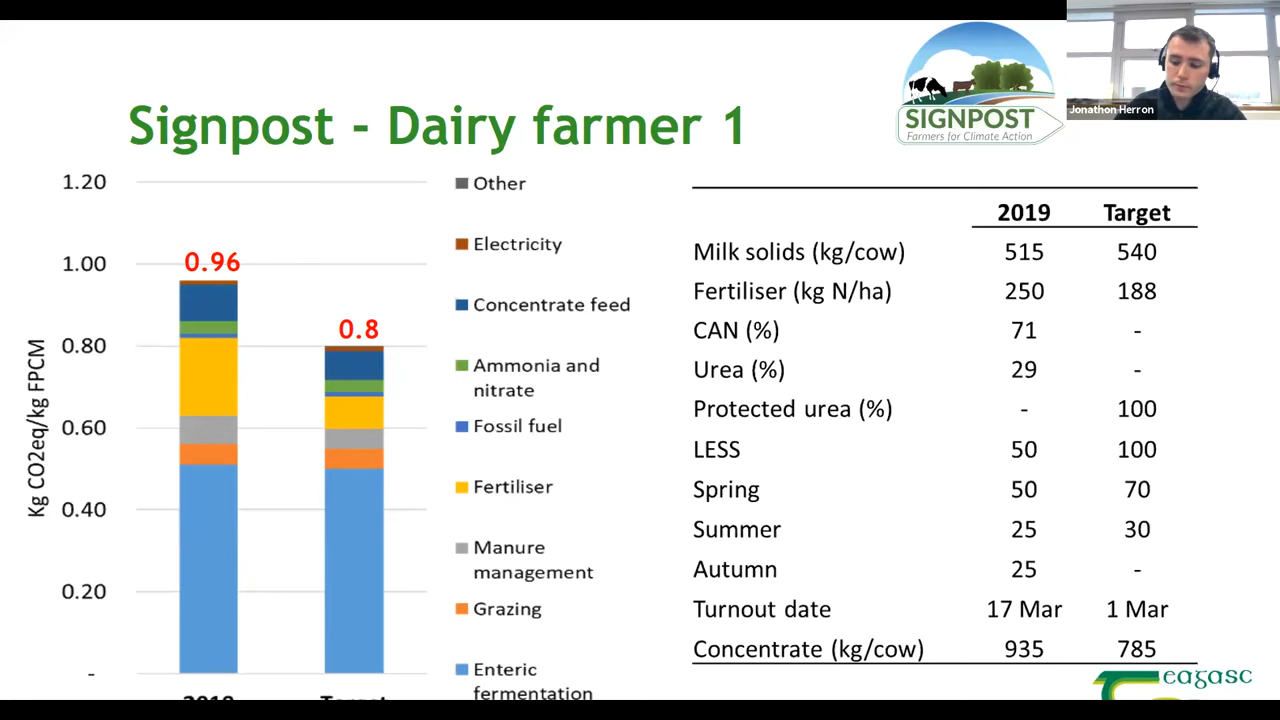 Signpost - Dairy farmer 1
SIGNPOST
Farmers for Climate Action
Jonathon Herron
Kg CO2eq/kg FPCM
1.20
1.00
0.80
0.60
0.40
0.20
-
0.96
0.8
Target
Other
Electricity
Concentrate feed
Ammonia and
nitrate
Fossil fuel
Fertiliser
Manure
management
Grazing
Enteric
fermentation
2019 Target
Milk solids (kg/cow) 515 540
Fertiliser (kg N/ha) 250 188
CAN (%) 71 -
Urea (%) 29 -
Protected urea (%) - 100
LESS 50 100
Spring 50 70
Summer 25 30
Autumn 25 -
Turnout date 17 Mar 1 Mar
Concentrate (kg/cow) 935 785
Teagasc